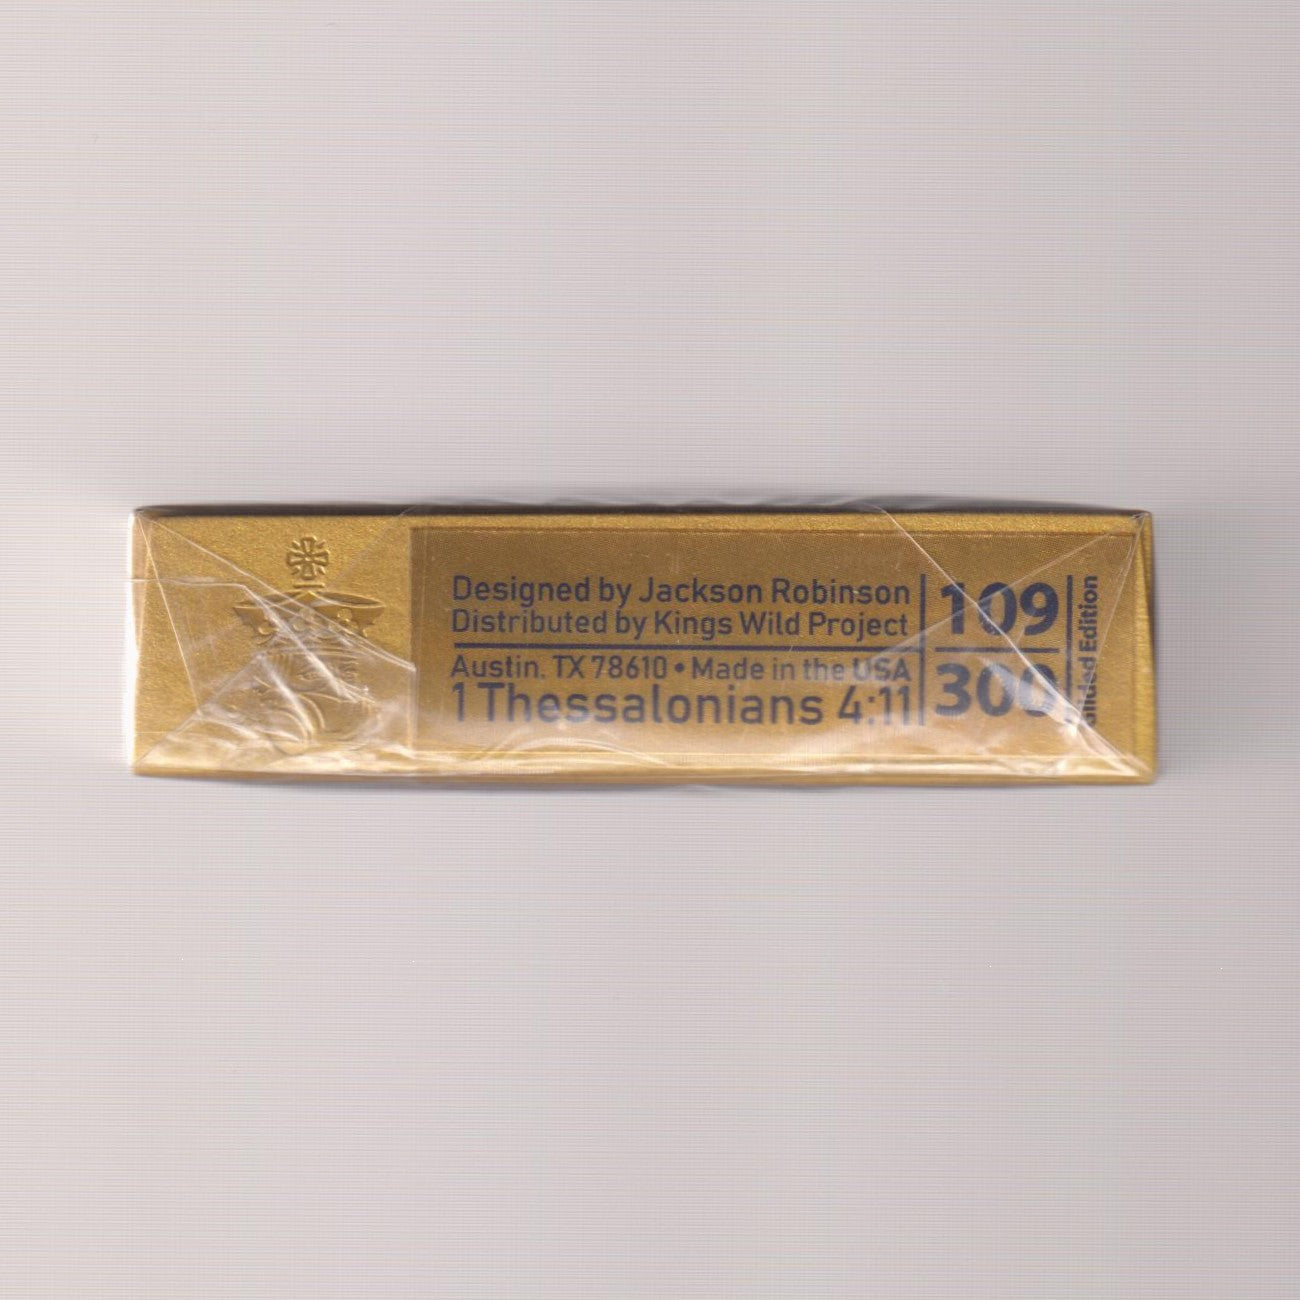 Designed by Jackson Robinson
Distributed by Kings Wild Project
Austin, TX 78610 • Made in the USA
1 Thessalonians 4:11
109
300
Gilded Edition